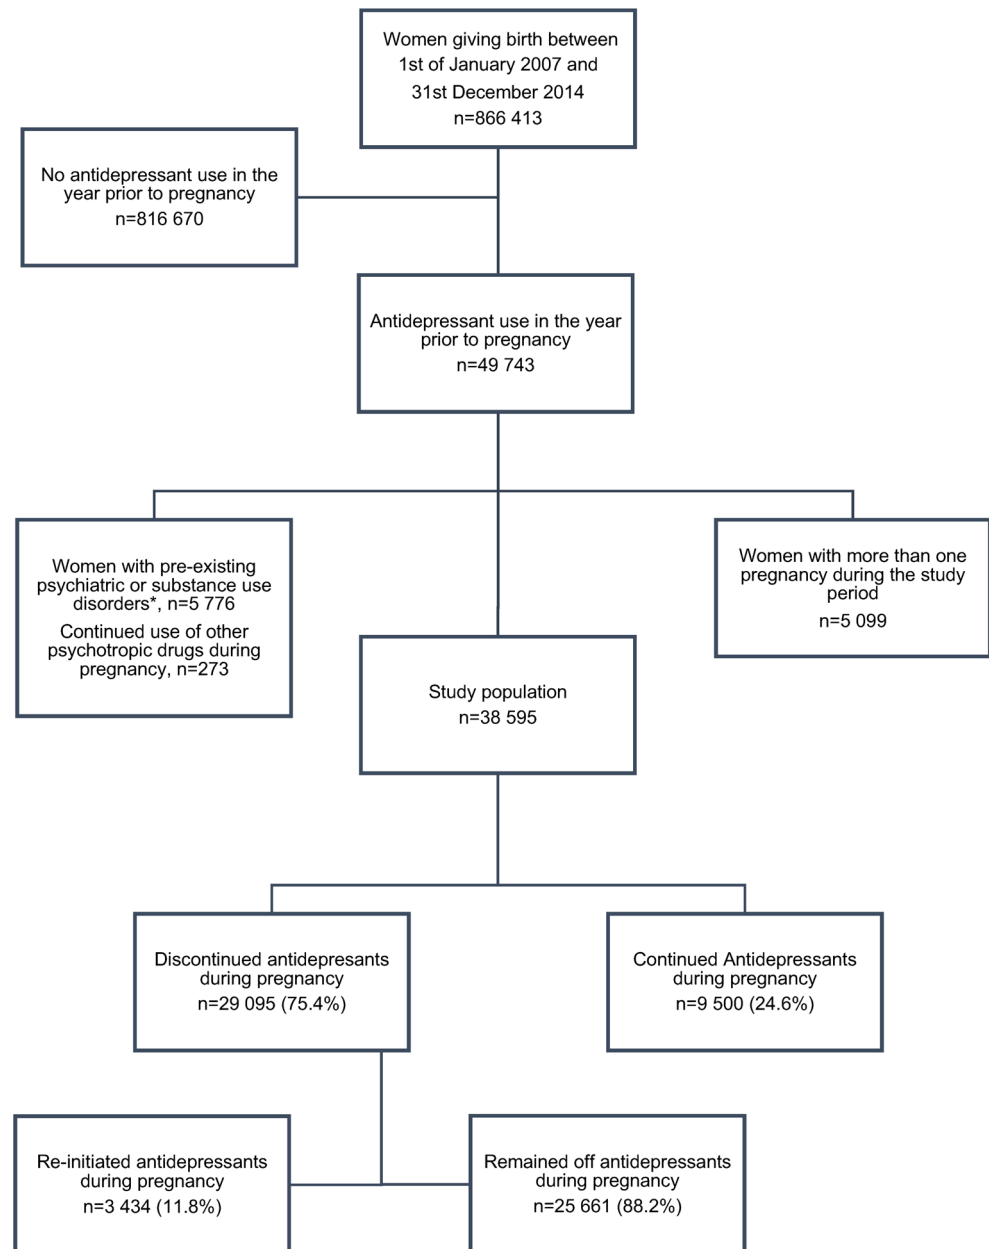 Women giving birth between
1st of January 2007 and
31st December 2014
n=866 413
No antidepressant use in the
year prior to pregnancy
n=816 670
Antidepressant use in the year
prior to pregnancy
n=49 743
Women with pre-existing
psychiatric or substance use
disorders*, n=5 776
Continued use of other
psychotropic drugs during
pregnancy, n=273
Women with more than one
pregnancy during the study
period
n=5 099
Study population
n=38 595
Discontinued antidepresants
during pregnancy
n=29 095 (75.4%)
Continued Antidepressants
during pregnancy
n=9 500 (24.6%)
Re-initiated antidepressants
during pregnancy
n=3 434 (11.8%)
Remained off antidepressants
during pregnancy
n=25 661 (88.2%)